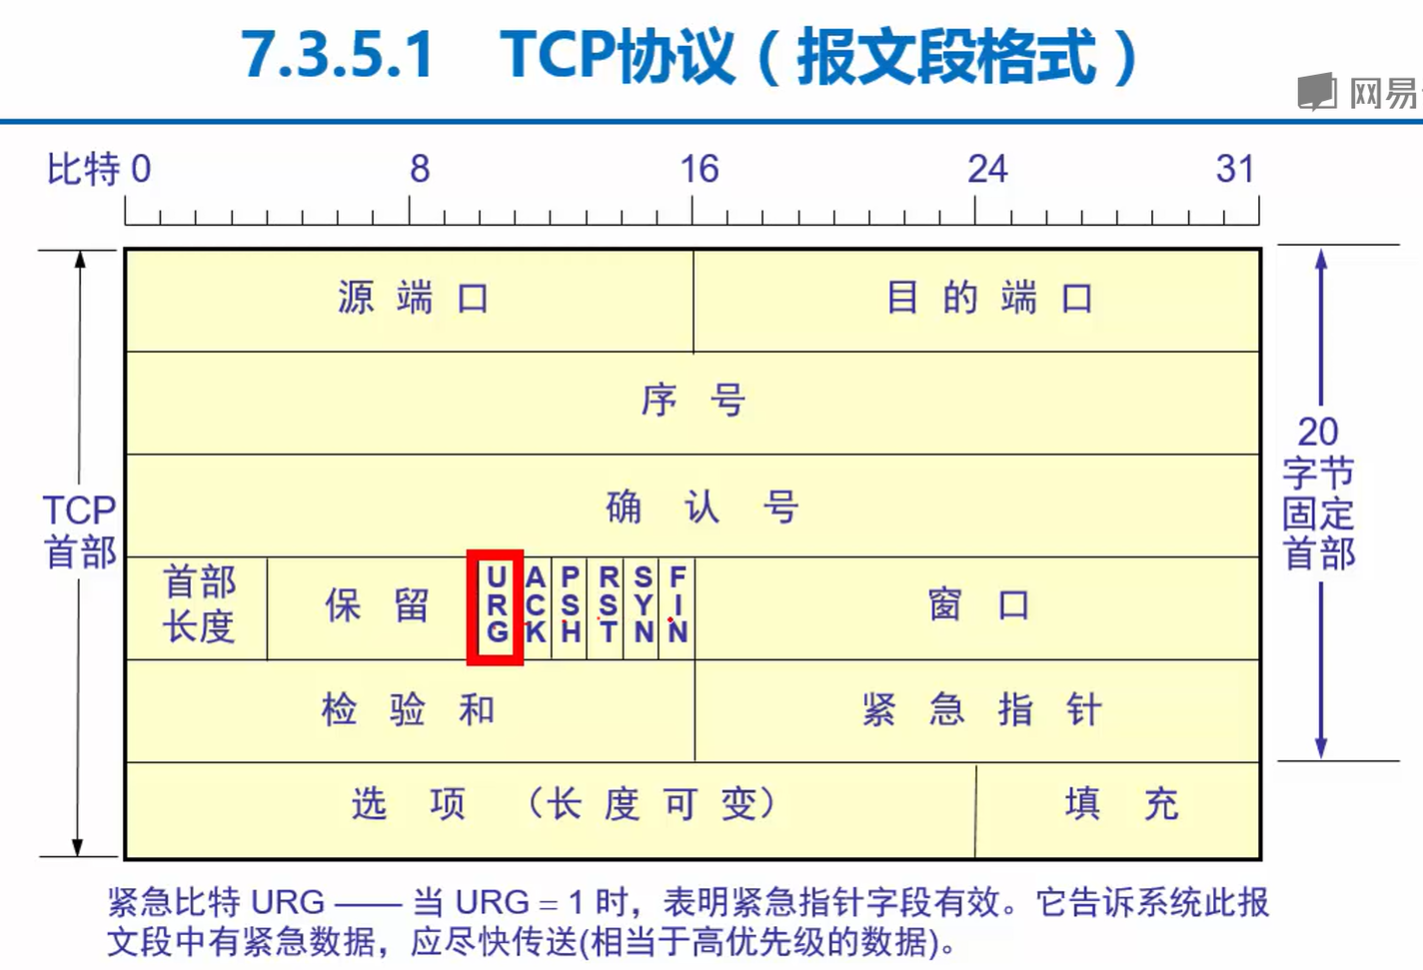 7.3.5.1 TCP协议（报文段格式）
网易
比特 0 8 16 24 31
源端口 目的端口
序号
确认号
TCP
首部
20
字节
固定
首部
首部
长度
保留
URG
ACK
PSH
RST
SYN
FIN
窗口
检验和 紧急指针
选项（长度可变） 填充
紧急比特 URG —— 当 URG = 1 时，表明紧急指针字段有效。它告诉系统此报
文段中有紧急数据，应尽快传送(相当于高优先级的数据)。